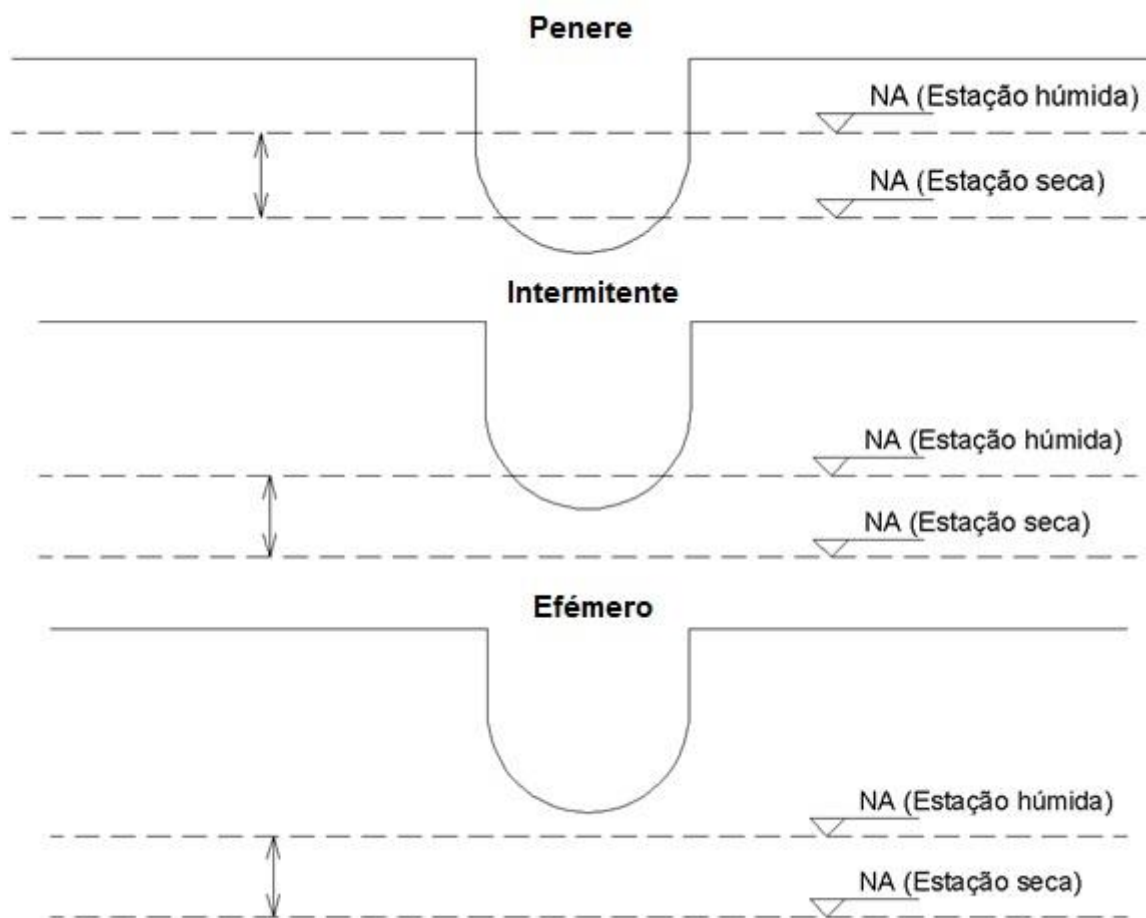 Penere
NA (Estação húmida)
NA (Estação seca)
Intermitente
NA (Estação húmida)
NA (Estação seca)
Efémero
NA (Estação húmida)
NA (Estação seca)